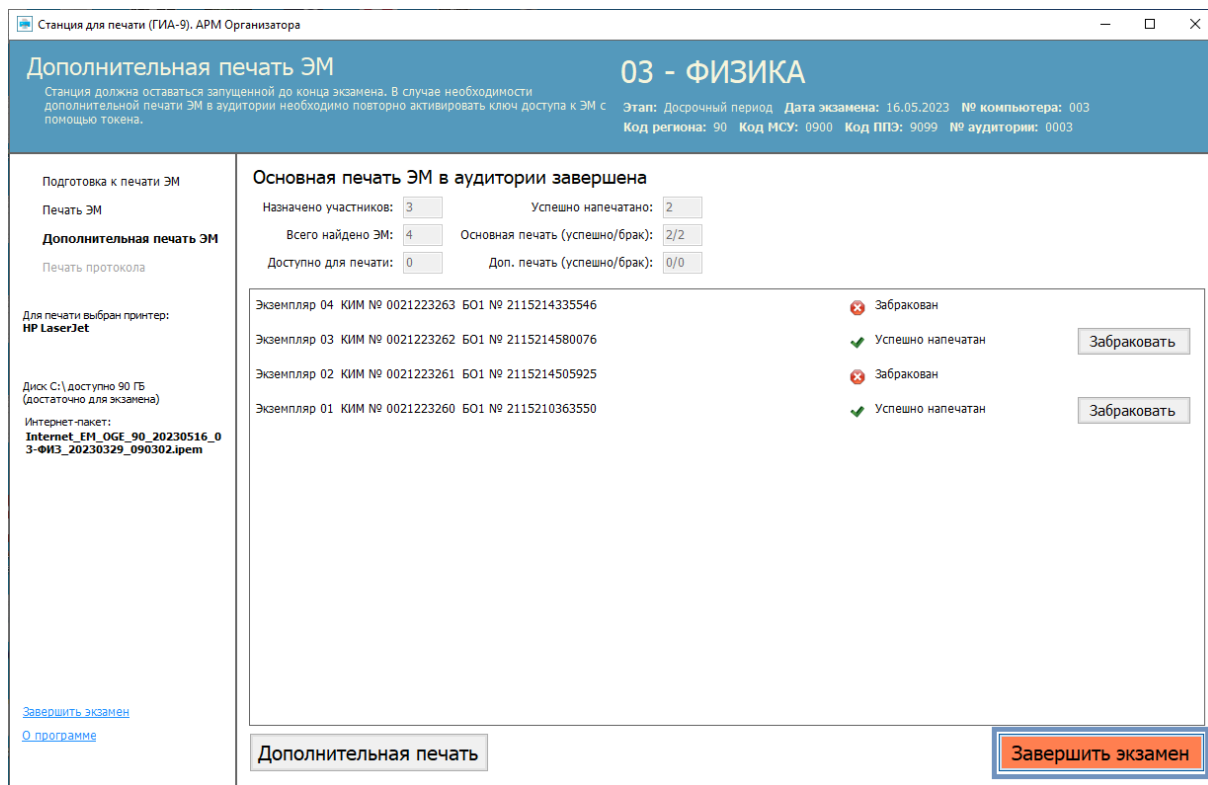 Станция для печати (ГИА-9). АРМ Организатора
Дополнительная печать ЭМ
Станция должна оставаться запущенной до конца экзамена. В случае необходимости
дополнительной печати ЭМ в аудитории необходимо повторно активировать ключ доступа к ЭМ с
помощью токена.
03 - ФИЗИКА
Этап: Досрочный период Дата экзамена: 16.05.2023 № компьютера: 003
Код региона: 90 Код МСУ: 0900 Код ППЭ: 9099 № аудитории: 0003
Подготовка к печати ЭМ
Печать ЭМ
Дополнительная печать ЭМ
Печать протокола
Для печати выбран принтер:
HP LaserJet
Диск C:\ доступно 90 ГБ
(достаточно для экзамена)
Интернет-пакет:
Internet_EM_OGE_90_20230516_0
3-ФИЗ_20230329_090302.ipem
Завершить экзамен
О программе
Основная печать ЭМ в аудитории завершена
Назначено участников: 3 Успешно напечатано: 2
Всего найдено ЭМ: 4 Основная печать (успешно/брак): 2/2
Доступно для печати: 0 Доп. печать (успешно/брак): 0/0
Экземпляр 04 КИМ № 0021223263 БО1 № 2115214335546 Забракован
Экземпляр 03 КИМ № 0021223262 БО1 № 2115214580076 Успешно напечатан Забраковать
Экземпляр 02 КИМ № 0021223261 БО1 № 2115214505925 Забракован
Экземпляр 01 КИМ № 0021223260 БО1 № 2115210363550 Успешно напечатан Забраковать
Дополнительная печать Завершить экзамен